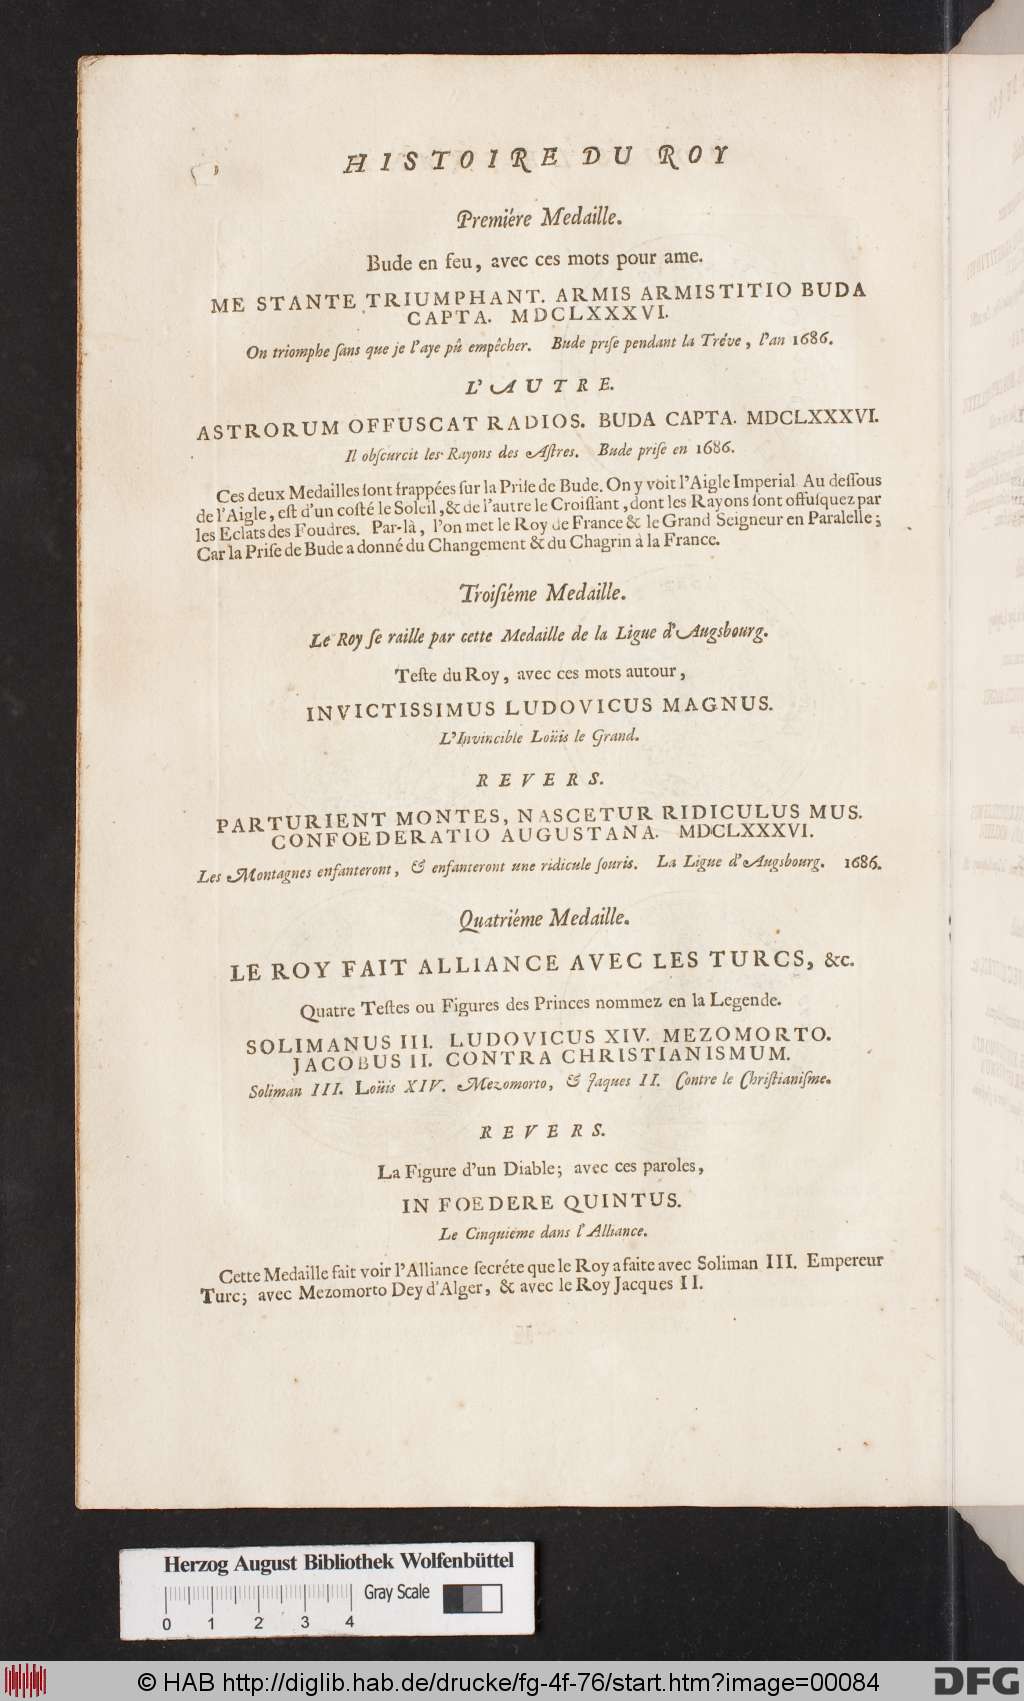 HISTOIRE DU ROY
Premiére Medaille.
Bude en feu, avec ces mots pour ame.
ME STANTE TRIUMPHANT. ARMIS ARMISTITIO BUDA
CAPTA. MDCLXXXVI.
On triomphe ſans que je l'aye pû empêcher. Bude priſe pendant la Tréve, l'an 1686.
L'AUTRE.
ASTRORUM OFFUSCAT RADIOS. BUDA CAPTA. MDCLXXXVI.
Il obſcurcit les Rayons des Aſtres. Bude priſe en 1686.
Ces deux Medailles ſont frappées ſur la Priſe de Bude. On y voit l'Aigle Imperial Au deſſous
de l'Aigle, eſt d'un coſté le Soleil, & de l'autre le Croiſſant, dont les Rayons ſont offuſquez par
les Eclats des Foudres. Par-là, l'on met le Roy de France & le Grand Seigneur en Paralelle;
Car la Priſe de Bude a donné du Changement & du Chagrin à la France.
Troiſiéme Medaille.
Le Roy ſe raille par cette Medaille de la Ligue d'Augsbourg.
Teſte du Roy, avec ces mots autour,
INVICTISSIMUS LUDOVICUS MAGNUS.
L'Invincible Loüis le Grand.
REVERS.
PARTURIENT MONTES, NASCETUR RIDICULUS MUS.
CONFOEDERATIO AUGUSTANA. MDCLXXXVI.
Les Montagnes enfanteront, & enfanteront une ridicule ſouris. La Ligue d'Augsbourg. 1686.
Quatriéme Medaille.
LE ROY FAIT ALLIANCE AVEC LES TURCS, &c.
Quatre Teſtes ou Figures des Princes nommez en la Legende.
SOLIMANUS III. LUDOVICUS XIV. MEZOMORTO.
JACOBUS II. CONTRA CHRISTIANISMUM.
Soliman III. Loüis XIV. Mezomorto, & Jaques II. Contre le Chriſtianiſme.
REVERS.
La Figure d'un Diable; avec ces paroles,
IN FOEDERE QUINTUS.
Le Cinquiéme dans l'Alliance.
Cette Medaille fait voir l'Alliance ſecréte que le Roy a faite avec Soliman III. Empereur
Turc; avec Mezomorto Dey d'Alger, & avec le Roy Jacques II.
Herzog August Bibliothek Wolfenbüttel
Gray Scale
0 1 2 3 4
© HAB http://diglib.hab.de/drucke/fg-4f-76/start.htm?image=00084
DFG